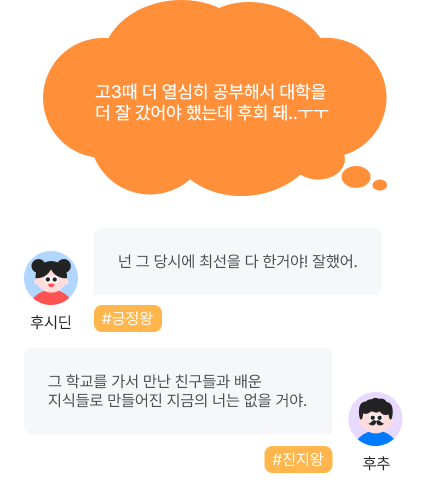 고3때 더 열심히 공부해서 대학을
더 잘 갔어야 했는데 후회 돼..ㅜㅜ
넌 그 당시에 최선을 다 한거야! 잘했어.
후시딘
#긍정왕
그 학교를 가서 만난 친구들과 배운
지식들로 만들어진 지금의 너는 없을 거야.
#진지왕
후추